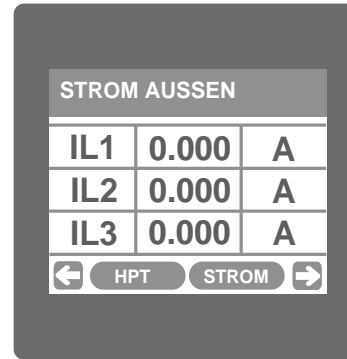 STROM AUSSEN
IL1 0.000 A
IL2 0.000 A
IL3 0.000 A
HPT STROM